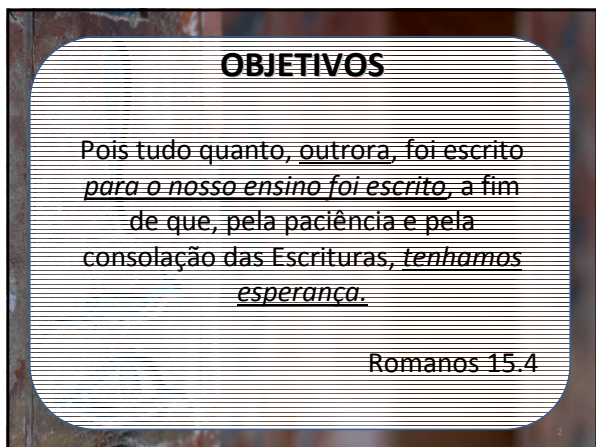 OBJETIVOS
Pois tudo quanto, outrora, foi escrito
para o nosso ensino foi escrito, a fim
de que, pela paciência e pela
consolação das Escrituras, tenhamos
esperança.
Romanos 15.4
2